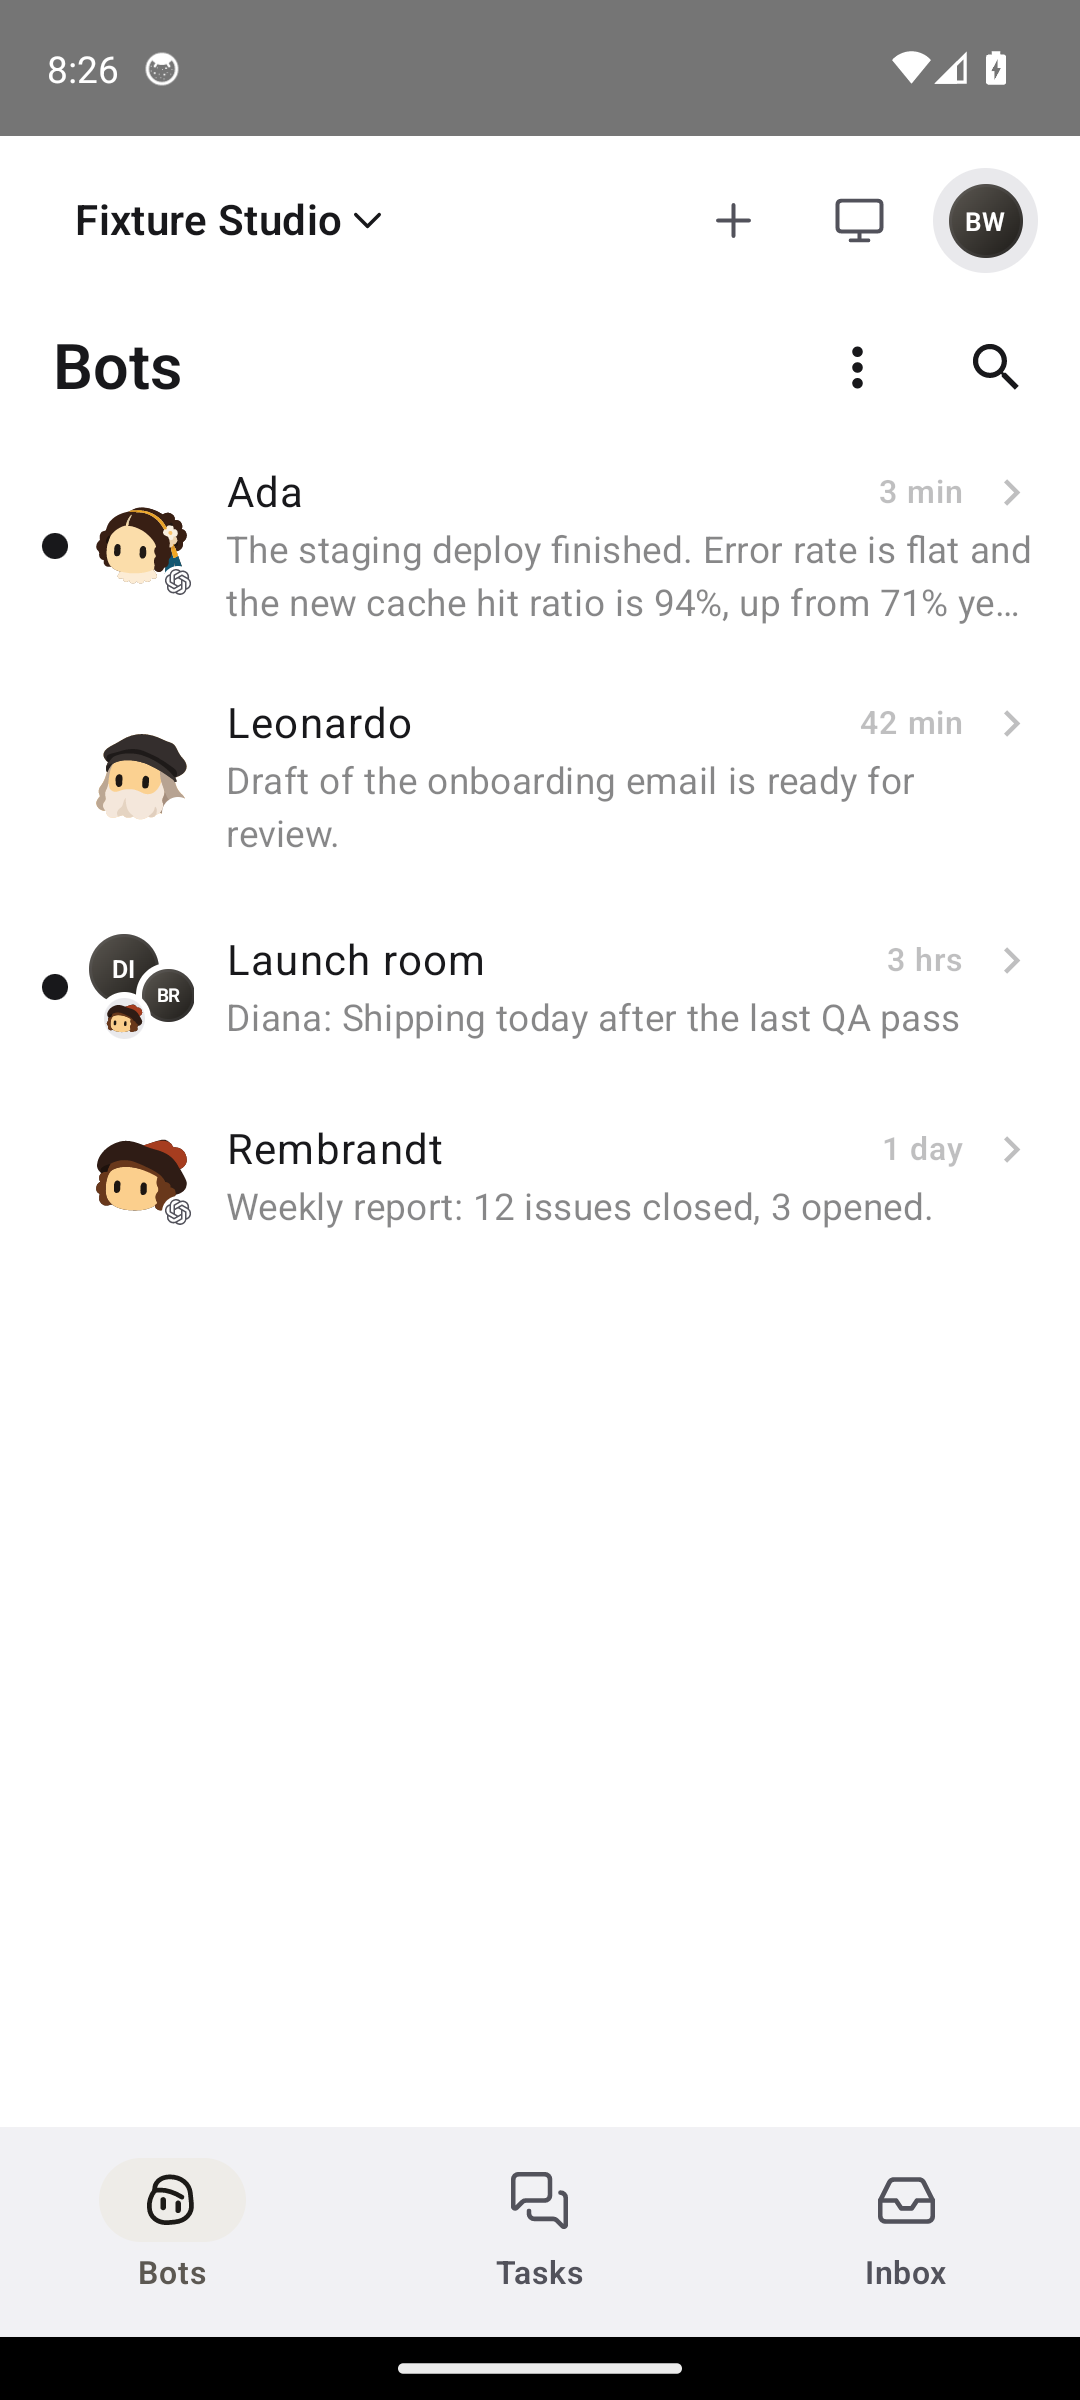 8:26
Fixture Studio
BW
Bots
Ada
3 min
The staging deploy finished. Error rate is flat and
the new cache hit ratio is 94%, up from 71% ye…
Leonardo
42 min
Draft of the onboarding email is ready for
review.
DI
BR
Launch room
3 hrs
Diana: Shipping today after the last QA pass
Rembrandt
1 day
Weekly report: 12 issues closed, 3 opened.
Bots
Tasks
Inbox